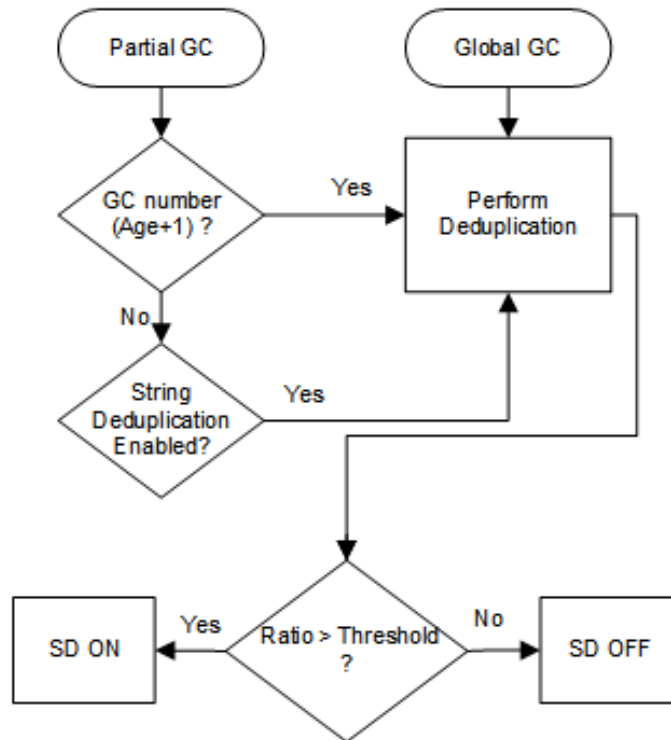 Partial GC
Global GC
GC number
(Age+1) ?
Yes
Perform
Deduplication
No
String
Deduplication
Enabled?
Yes
SD ON
Yes
Ratio > Threshold
?
No
SD OFF